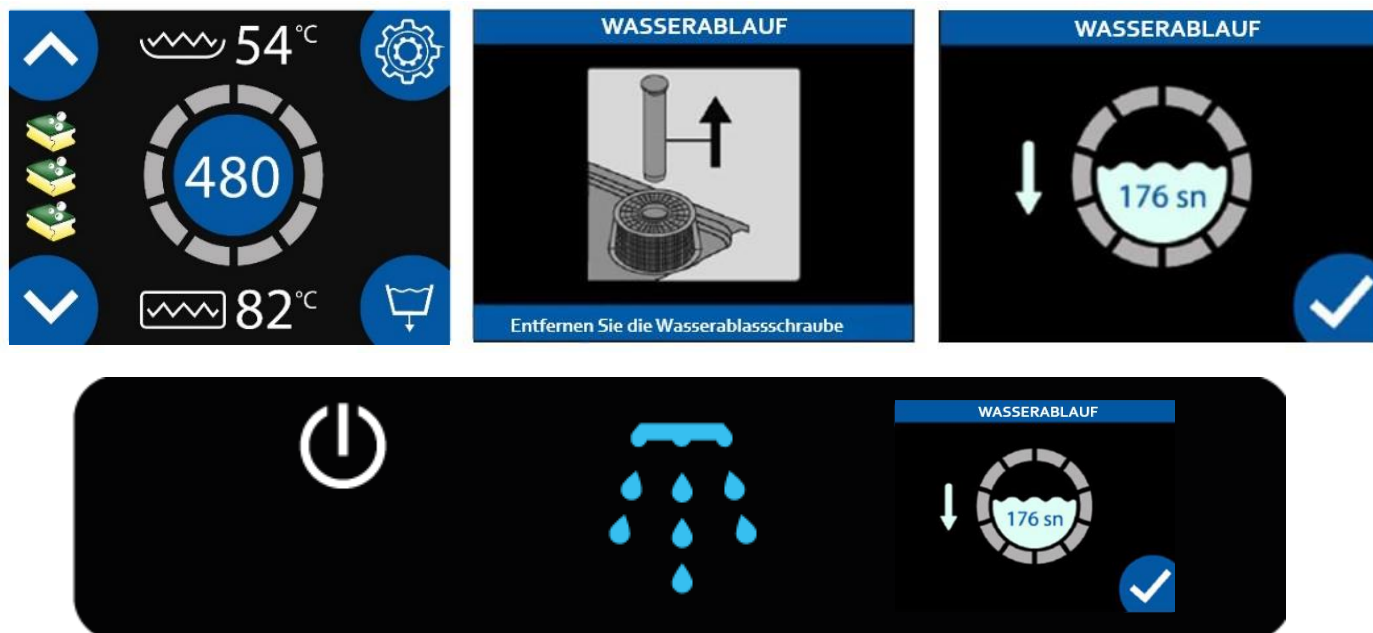 54°C
480
82°C
WASSERABLAUF
Entfernen Sie die Wasserablassschraube
WASSERABLAUF
176 sn
WASSERABLAUF
176 sn